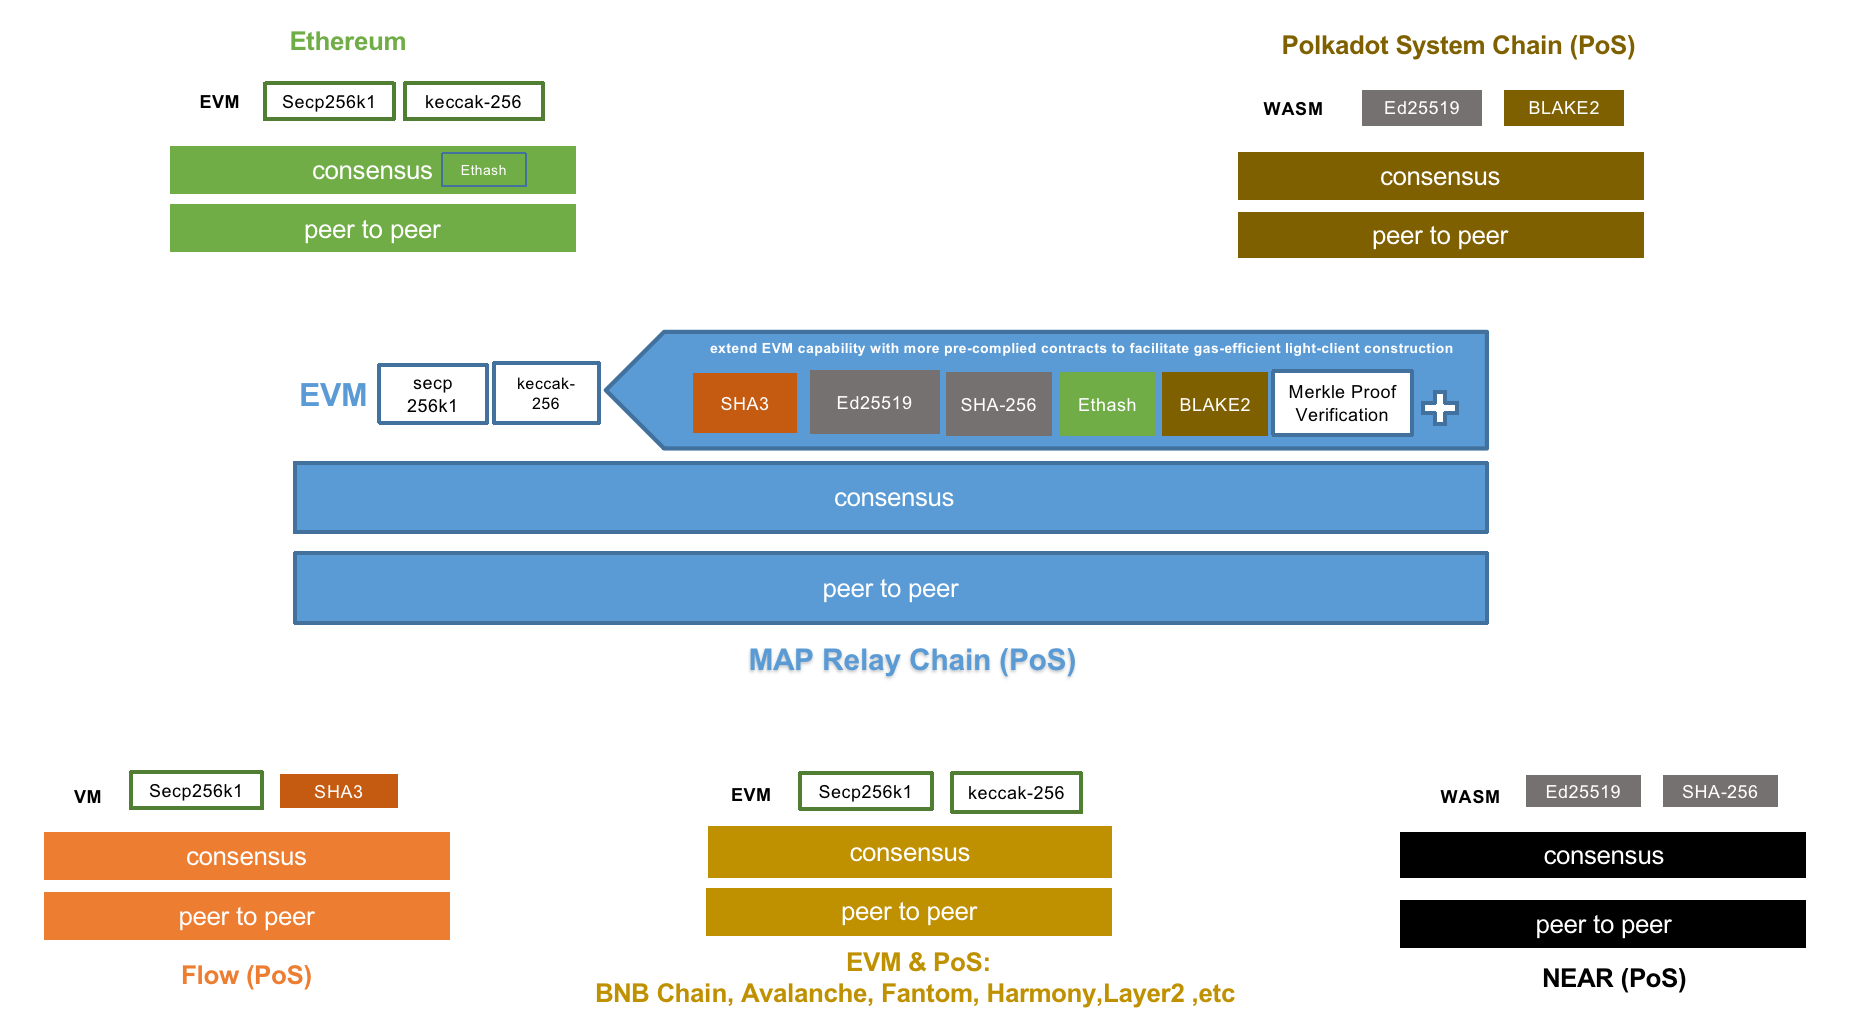 Ethereum
EVM
Secp256k1
keccak-256
consensus
Ethash
peer to peer
Polkadot System Chain (PoS)
WASM
Ed25519
BLAKE2
consensus
peer to peer
extend EVM capability with more pre-complied contracts to facilitate gas-efficient light-client construction
EVM
secp
256k1
keccak-
256
SHA3
Ed25519
SHA-256
Ethash
BLAKE2
Merkle Proof
Verification
consensus
peer to peer
MAP Relay Chain (PoS)
VM
Secp256k1
SHA3
consensus
peer to peer
Flow (PoS)
EVM
Secp256k1
keccak-256
consensus
peer to peer
EVM & PoS:
BNB Chain, Avalanche, Fantom, Harmony,Layer2 ,etc
WASM
Ed25519
SHA-256
consensus
peer to peer
NEAR (PoS)